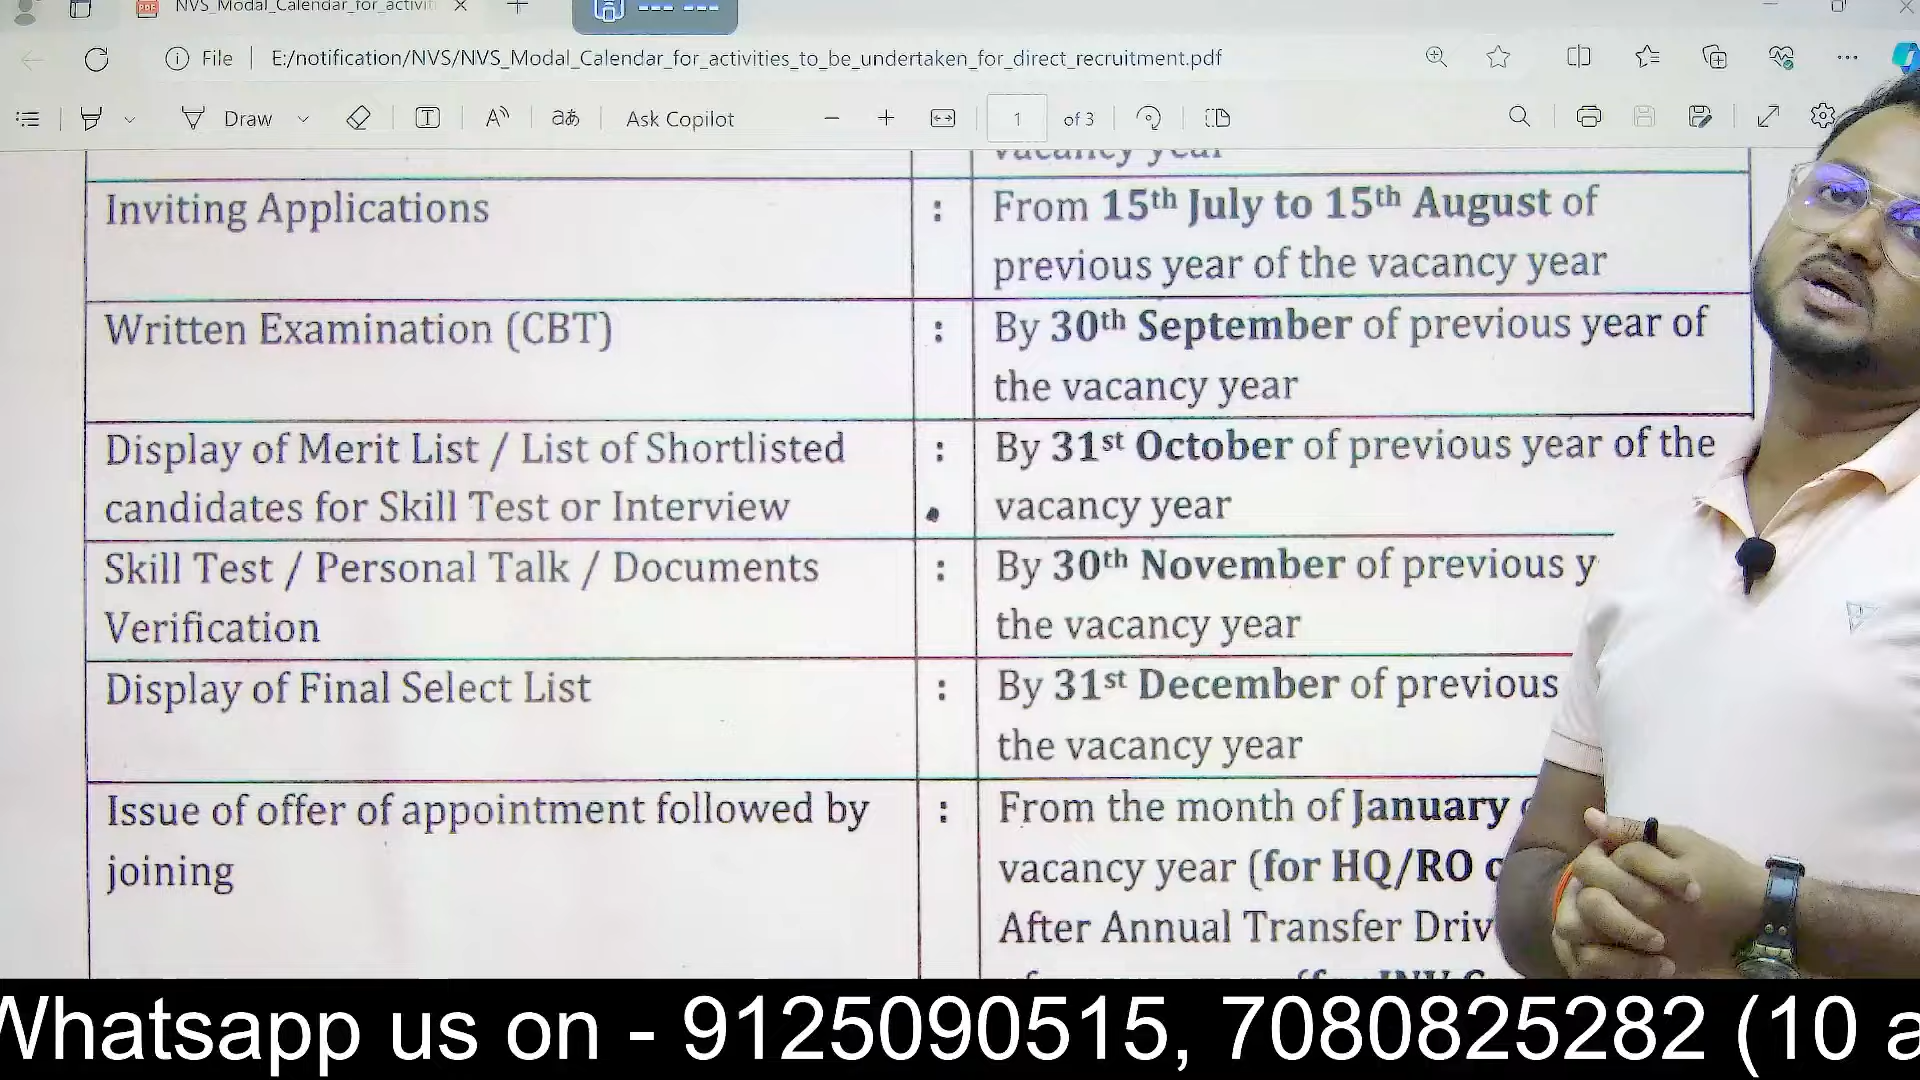 NVS_Modal_Calendar_for_activiti
File
E:/notification/NVS/NVS_Modal_Calendar_for_activities_to_be_undertaken_for_direct_recruitment.pdf
Draw
Ask Copilot
1 of 3
vacancy year
Inviting Applications : From 15th July to 15th August of
previous year of the vacancy year
Written Examination (CBT) : By 30th September of previous year of
the vacancy year
Display of Merit List / List of Shortlisted : By 31st October of previous year of the
candidates for Skill Test or Interview vacancy year
Skill Test / Personal Talk / Documents : By 30th November of previous y
Verification the vacancy year
Display of Final Select List : By 31st December of previous
the vacancy year
Issue of offer of appointment followed by : From the month of January
joining vacancy year (for HQ/RO c
After Annual Transfer Driv
Whatsapp us on - 9125090515, 7080825282 (10 a